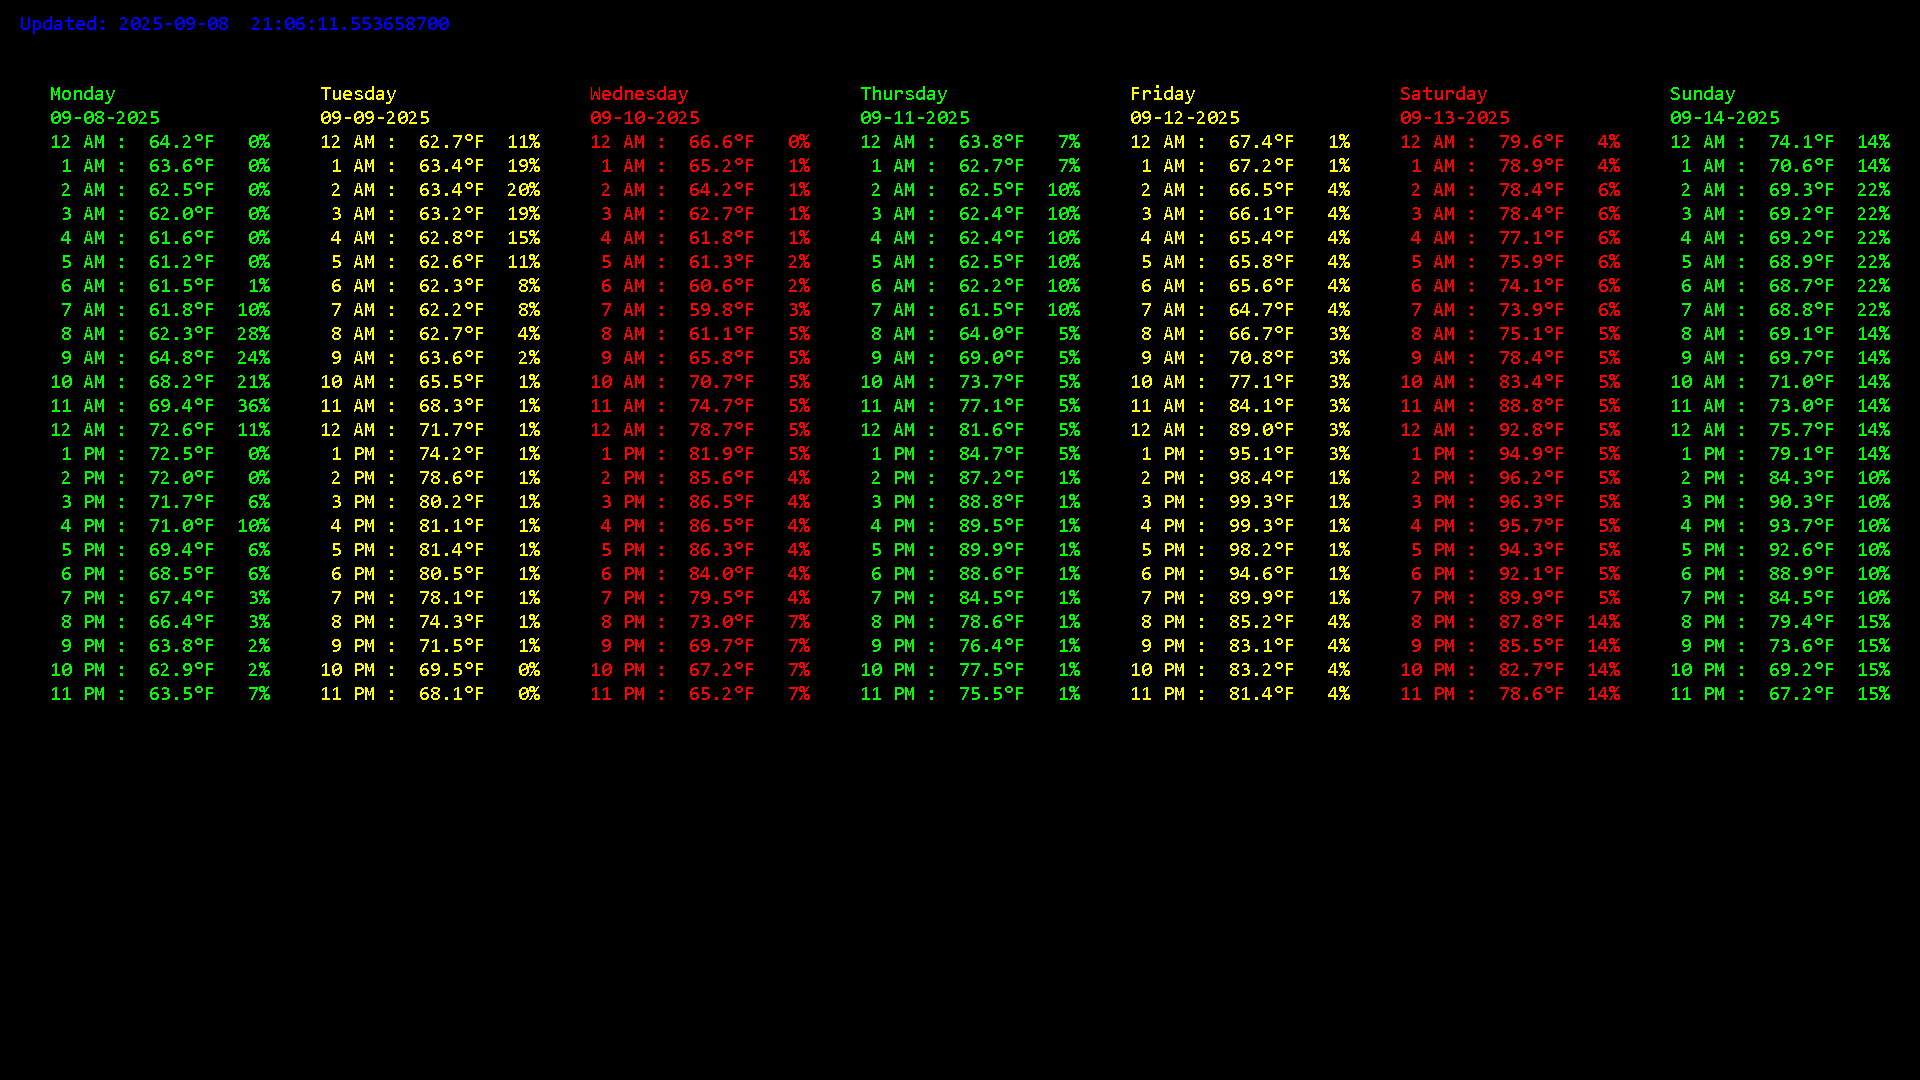 Updated: 2025-09-08  21:06:11.553658700
Monday Tuesday Wednesday Thursday Friday Saturday Sunday
09-08-2025 09-09-2025 09-10-2025 09-11-2025 09-12-2025 09-13-2025 09-14-2025
12 AM : 64.2°F 0% 12 AM : 62.7°F 11% 12 AM : 66.6°F 0% 12 AM : 63.8°F 7% 12 AM : 67.4°F 1% 12 AM : 79.6°F 4% 12 AM : 74.1°F 14%
1 AM : 63.6°F 0% 1 AM : 63.4°F 19% 1 AM : 65.2°F 1% 1 AM : 62.7°F 7% 1 AM : 67.2°F 1% 1 AM : 78.9°F 4% 1 AM : 70.6°F 14%
2 AM : 62.5°F 0% 2 AM : 63.4°F 20% 2 AM : 64.2°F 1% 2 AM : 62.5°F 10% 2 AM : 66.5°F 4% 2 AM : 78.4°F 6% 2 AM : 69.3°F 22%
3 AM : 62.0°F 0% 3 AM : 63.2°F 19% 3 AM : 62.7°F 1% 3 AM : 62.4°F 10% 3 AM : 66.1°F 4% 3 AM : 78.4°F 6% 3 AM : 69.2°F 22%
4 AM : 61.6°F 0% 4 AM : 62.8°F 15% 4 AM : 61.8°F 1% 4 AM : 62.4°F 10% 4 AM : 65.4°F 4% 4 AM : 77.1°F 6% 4 AM : 69.2°F 22%
5 AM : 61.2°F 0% 5 AM : 62.6°F 11% 5 AM : 61.3°F 2% 5 AM : 62.5°F 10% 5 AM : 65.8°F 4% 5 AM : 75.9°F 6% 5 AM : 68.9°F 22%
6 AM : 61.5°F 1% 6 AM : 62.3°F 8% 6 AM : 60.6°F 2% 6 AM : 62.2°F 10% 6 AM : 65.6°F 4% 6 AM : 74.1°F 6% 6 AM : 68.7°F 22%
7 AM : 61.8°F 10% 7 AM : 62.2°F 8% 7 AM : 59.8°F 3% 7 AM : 61.5°F 10% 7 AM : 64.7°F 4% 7 AM : 73.9°F 6% 7 AM : 68.8°F 22%
8 AM : 62.3°F 28% 8 AM : 62.7°F 4% 8 AM : 61.1°F 5% 8 AM : 64.0°F 5% 8 AM : 66.7°F 3% 8 AM : 75.1°F 5% 8 AM : 69.1°F 14%
9 AM : 64.8°F 24% 9 AM : 63.6°F 2% 9 AM : 65.8°F 5% 9 AM : 69.0°F 5% 9 AM : 70.8°F 3% 9 AM : 78.4°F 5% 9 AM : 69.7°F 14%
10 AM : 68.2°F 21% 10 AM : 65.5°F 1% 10 AM : 70.7°F 5% 10 AM : 73.7°F 5% 10 AM : 77.1°F 3% 10 AM : 83.4°F 5% 10 AM : 71.0°F 14%
11 AM : 69.4°F 36% 11 AM : 68.3°F 1% 11 AM : 74.7°F 5% 11 AM : 77.1°F 5% 11 AM : 84.1°F 3% 11 AM : 88.8°F 5% 11 AM : 73.0°F 14%
12 AM : 72.6°F 11% 12 AM : 71.7°F 1% 12 AM : 78.7°F 5% 12 AM : 81.6°F 5% 12 AM : 89.0°F 3% 12 AM : 92.8°F 5% 12 AM : 75.7°F 14%
1 PM : 72.5°F 0% 1 PM : 74.2°F 1% 1 PM : 81.9°F 5% 1 PM : 84.7°F 5% 1 PM : 95.1°F 3% 1 PM : 94.9°F 5% 1 PM : 79.1°F 14%
2 PM : 72.0°F 0% 2 PM : 78.6°F 1% 2 PM : 85.6°F 4% 2 PM : 87.2°F 1% 2 PM : 98.4°F 1% 2 PM : 96.2°F 5% 2 PM : 84.3°F 10%
3 PM : 71.7°F 6% 3 PM : 80.2°F 1% 3 PM : 86.5°F 4% 3 PM : 88.8°F 1% 3 PM : 99.3°F 1% 3 PM : 96.3°F 5% 3 PM : 90.3°F 10%
4 PM : 71.0°F 10% 4 PM : 81.1°F 1% 4 PM : 86.5°F 4% 4 PM : 89.5°F 1% 4 PM : 99.3°F 1% 4 PM : 95.7°F 5% 4 PM : 93.7°F 10%
5 PM : 69.4°F 6% 5 PM : 81.4°F 1% 5 PM : 86.3°F 4% 5 PM : 89.9°F 1% 5 PM : 98.2°F 1% 5 PM : 94.3°F 5% 5 PM : 92.6°F 10%
6 PM : 68.5°F 6% 6 PM : 80.5°F 1% 6 PM : 84.0°F 4% 6 PM : 88.6°F 1% 6 PM : 94.6°F 1% 6 PM : 92.1°F 5% 6 PM : 88.9°F 10%
7 PM : 67.4°F 3% 7 PM : 78.1°F 1% 7 PM : 79.5°F 4% 7 PM : 84.5°F 1% 7 PM : 89.9°F 1% 7 PM : 89.9°F 5% 7 PM : 84.5°F 10%
8 PM : 66.4°F 3% 8 PM : 74.3°F 1% 8 PM : 73.0°F 7% 8 PM : 78.6°F 1% 8 PM : 85.2°F 4% 8 PM : 87.8°F 14% 8 PM : 79.4°F 15%
9 PM : 63.8°F 2% 9 PM : 71.5°F 1% 9 PM : 69.7°F 7% 9 PM : 76.4°F 1% 9 PM : 83.1°F 4% 9 PM : 85.5°F 14% 9 PM : 73.6°F 15%
10 PM : 62.9°F 2% 10 PM : 69.5°F 0% 10 PM : 67.2°F 7% 10 PM : 77.5°F 1% 10 PM : 83.2°F 4% 10 PM : 82.7°F 14% 10 PM : 69.2°F 15%
11 PM : 63.5°F 7% 11 PM : 68.1°F 0% 11 PM : 65.2°F 7% 11 PM : 75.5°F 1% 11 PM : 81.4°F 4% 11 PM : 78.6°F 14% 11 PM : 67.2°F 15%